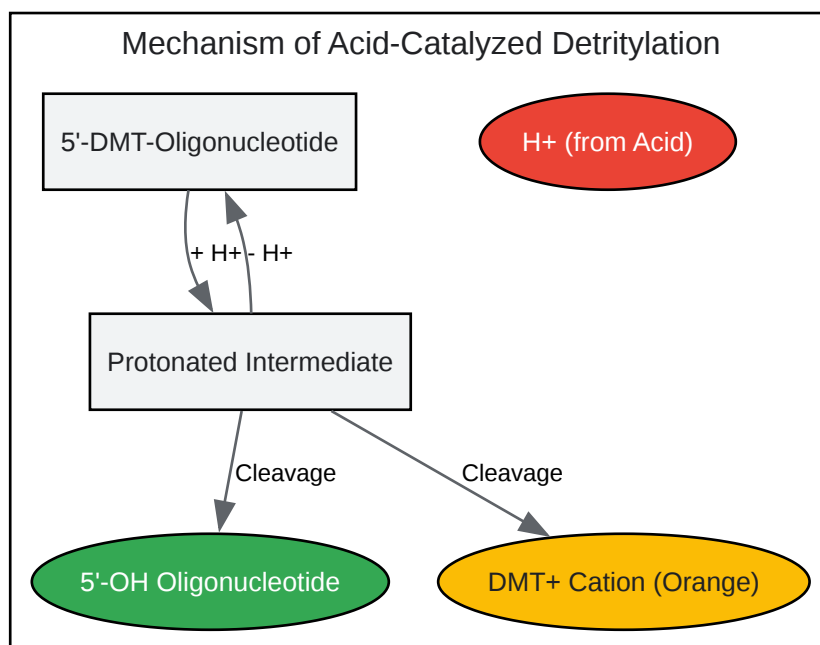 Mechanism of Acid-Catalyzed Detritylation
5'-DMT-Oligonucleotide
H+ (from Acid)
+ H+
- H+
Protonated Intermediate
Cleavage
Cleavage
5'-OH Oligonucleotide
DMT+ Cation (Orange)